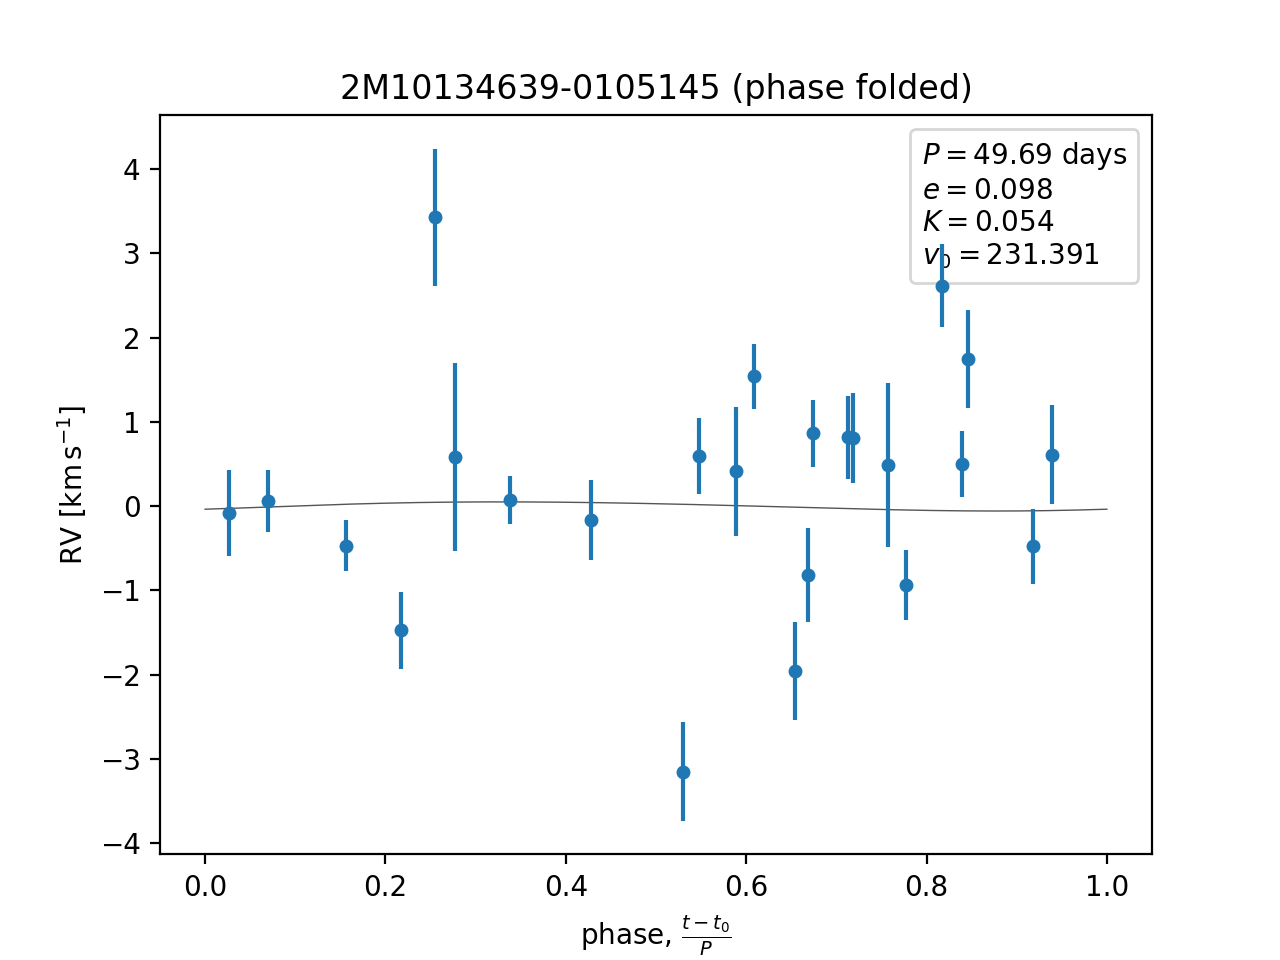 2M10134639-0105145 (phase folded)
P = 49.69 days
e = 0.098
K = 0.054
v₀ = 231.391
4
3
2
1
0
−1
−2
−3
−4
RV [km s⁻¹]
0.0 0.2 0.4 0.6 0.8 1.0
phase, (t − t₀)/P